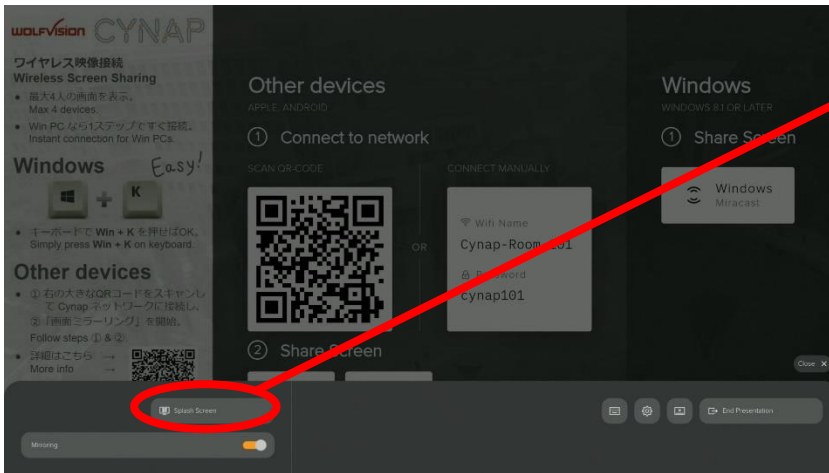 WOLFVISION CYNAP
ワイヤレス映像接続
Wireless Screen Sharing
• 最大4人の画面を表示。
Max 4 devices.
• Win PC なら1ステップですぐ接続。
Instant connection for Win PCs.
Windows Easy!
+ K
• キーボードで Win + K を押せばOK。
Simply press Win + K on keyboard.
Other devices
• ① 右の大きなQRコードをスキャンし
て Cynap ネットワークに接続し、
② 「画面ミラーリング」を開始。
Follow steps ① & ②
• 詳細はこちら →
More info →
Other devices
APPLE, ANDROID
① Connect to network
SCAN QR-CODE
OR
CONNECT MANUALLY
Wifi Name
Cynap-Room-101
Password
cynap101
② Share Screen
Windows
WINDOWS 8.1 OR LATER
① Share Screen
Windows
Miracast
Close X
Splash Screen
End Presentation
Mirroring